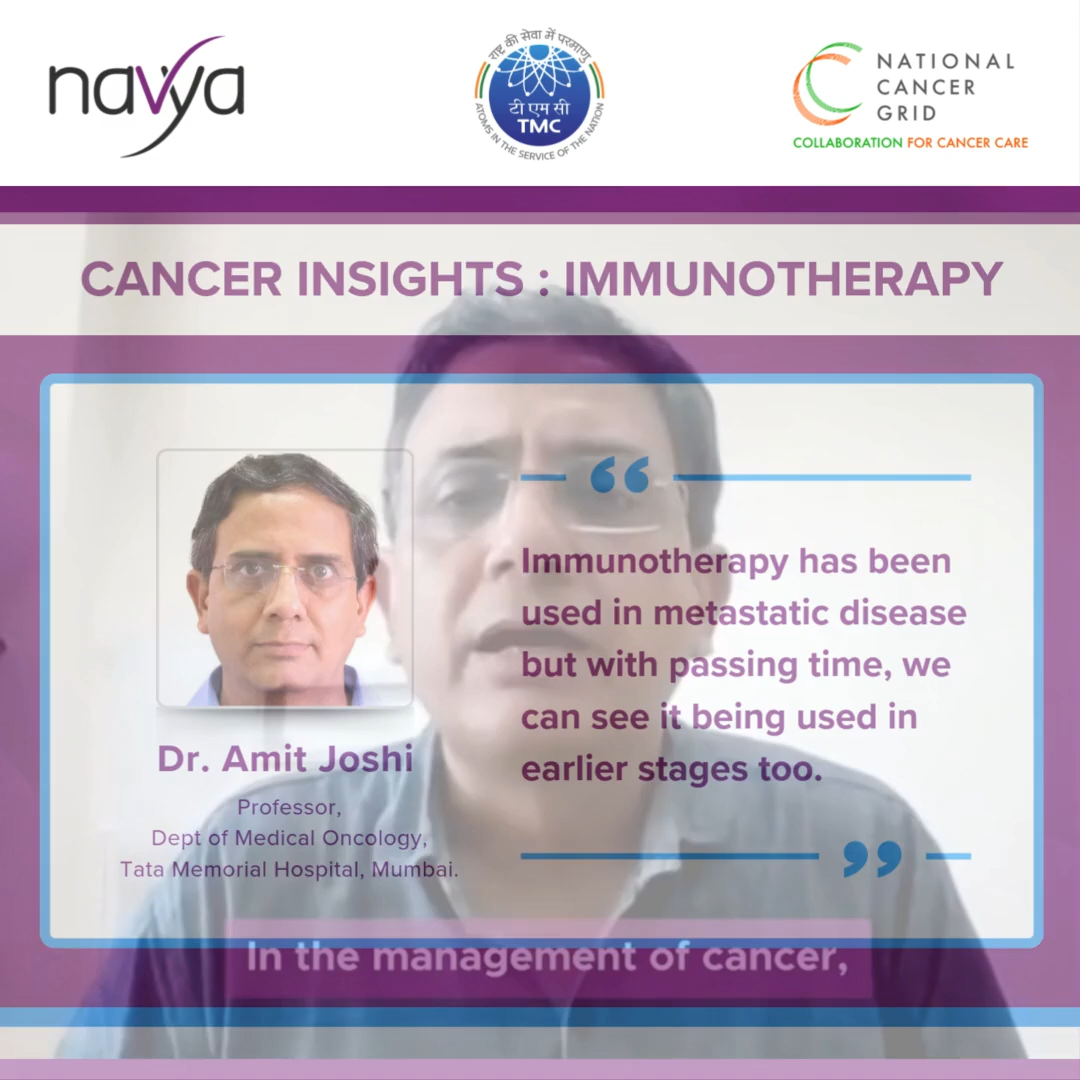 navya
राष्ट्र की सेवा में परमाणु
टी एम सी
TMC
ATOMS IN THE SERVICE OF THE NATION
NATIONAL
CANCER
GRID
COLLABORATION FOR CANCER CARE
CANCER INSIGHTS : IMMUNOTHERAPY
“
Immunotherapy has been
used in metastatic disease
but with passing time, we
can see it being used in
earlier stages too.
”
Dr. Amit Joshi
Professor,
Dept of Medical Oncology,
Tata Memorial Hospital, Mumbai.
In the management of cancer,